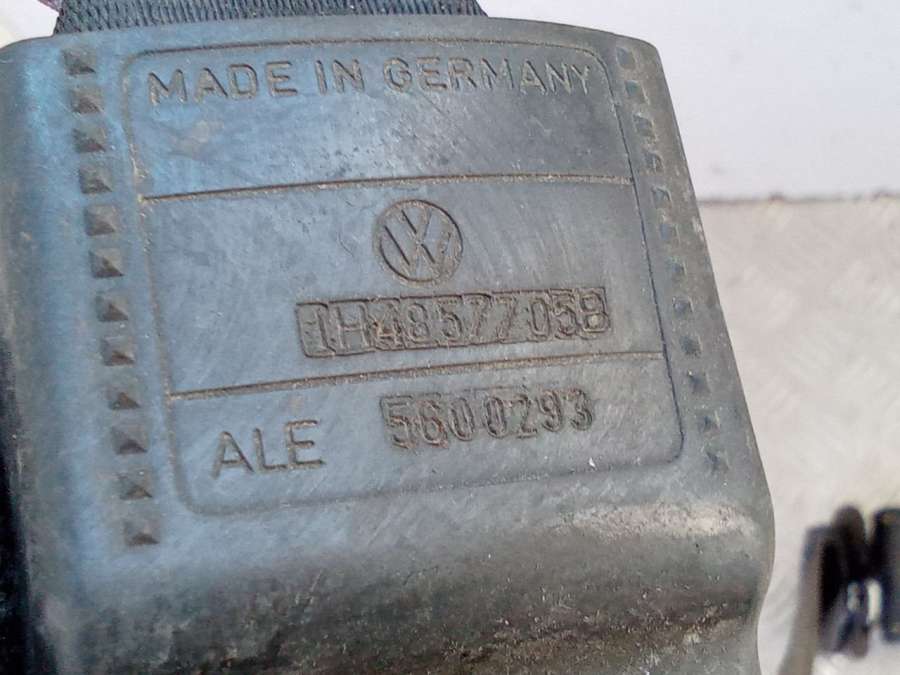 MADE IN GERMANY
VW
1H4857705B
ALE 5600293